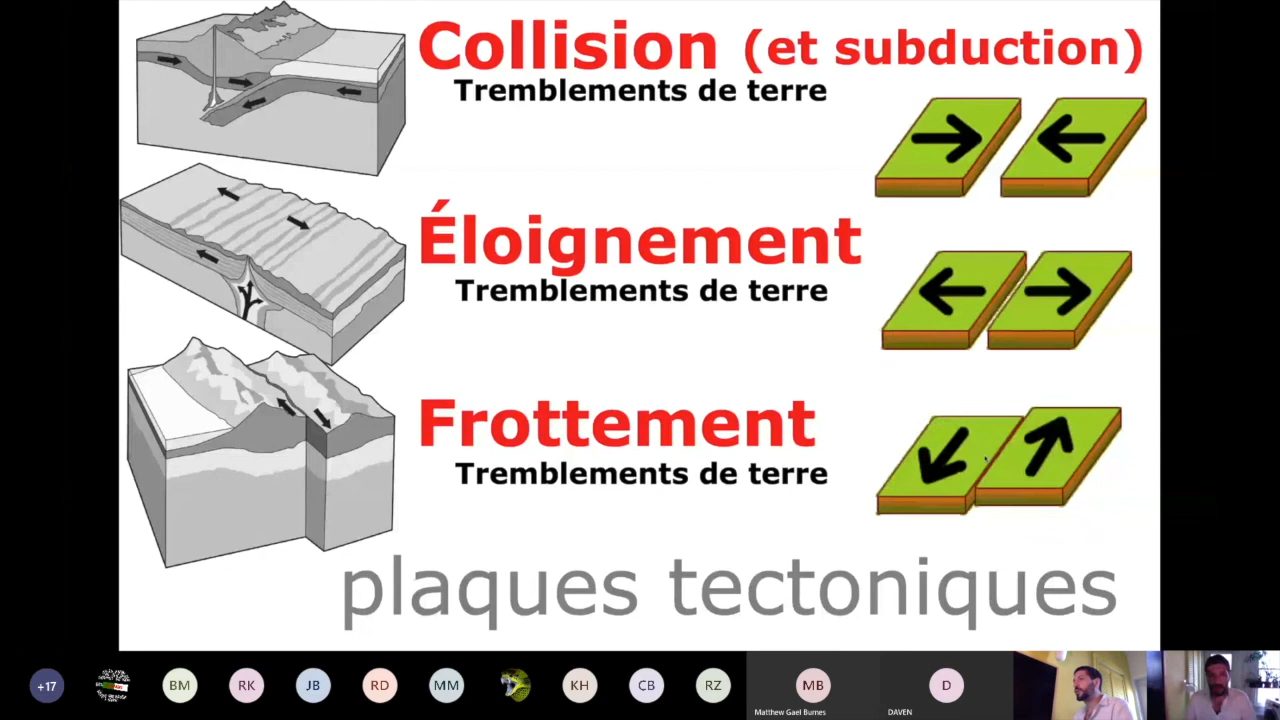 Collision (et subduction)
Tremblements de terre
Éloignement
Tremblements de terre
Frottement
Tremblements de terre
plaques tectoniques
+17
BM
RK
JB
RD
MM
KH
CB
RZ
MB
Matthew Gael Burnes
D
DAVEN